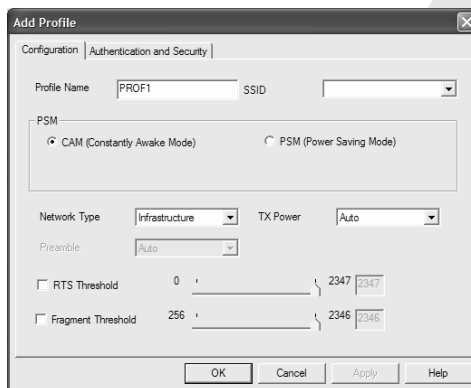 Add Profile
Configuration Authentication and Security
Profile Name PROF1 SSID
PSM
CAM (Constantly Awake Mode) PSM (Power Saving Mode)
Network Type Infrastructure TX Power Auto
Preamble Auto
RTS Threshold 0 2347 2347
Fragment Threshold 256 2346 2346
OK Cancel Apply Help